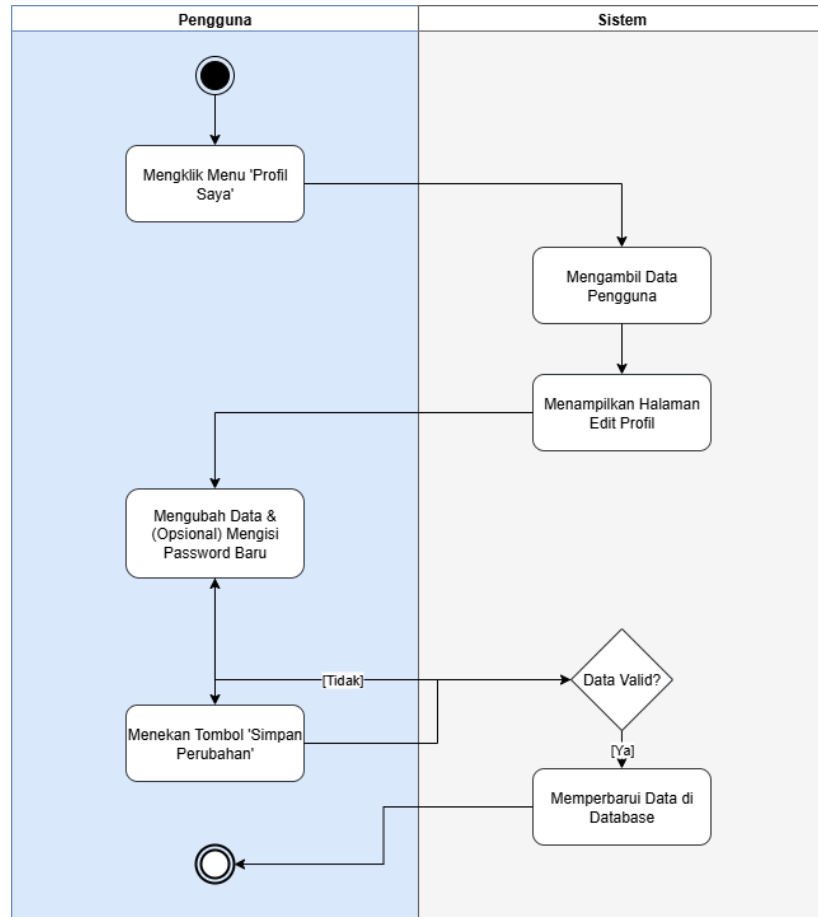 Pengguna
Sistem
Mengklik Menu 'Profil
Saya'
Mengambil Data
Pengguna
Menampilkan Halaman
Edit Profil
Mengubah Data &
(Opsional) Mengisi
Password Baru
[Tidak]
Data Valid?
Menekan Tombol 'Simpan
Perubahan'
[Ya]
Memperbarui Data di
Database